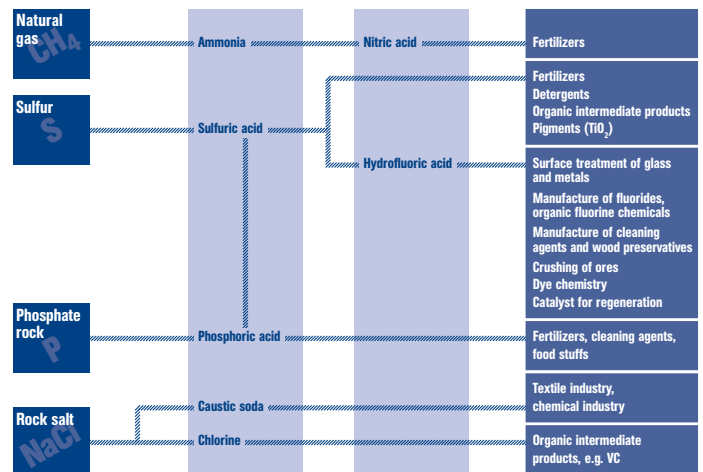 Natural
gas
CH4
Ammonia
Nitric acid
Fertilizers
Sulfur
S
Sulfuric acid
Fertilizers
Detergents
Organic intermediate products
Pigments (TiO2)
Hydrofluoric acid
Surface treatment of glass
and metals
Manufacture of fluorides,
organic fluorine chemicals
Manufacture of cleaning
agents and wood preservatives
Crushing of ores
Dye chemistry
Catalyst for regeneration
Phosphate
rock
P
Phosphoric acid
Fertilizers, cleaning agents,
food stuffs
Rock salt
NaCl
Caustic soda
Textile industry,
chemical industry
Chlorine
Organic intermediate
products, e.g. VC